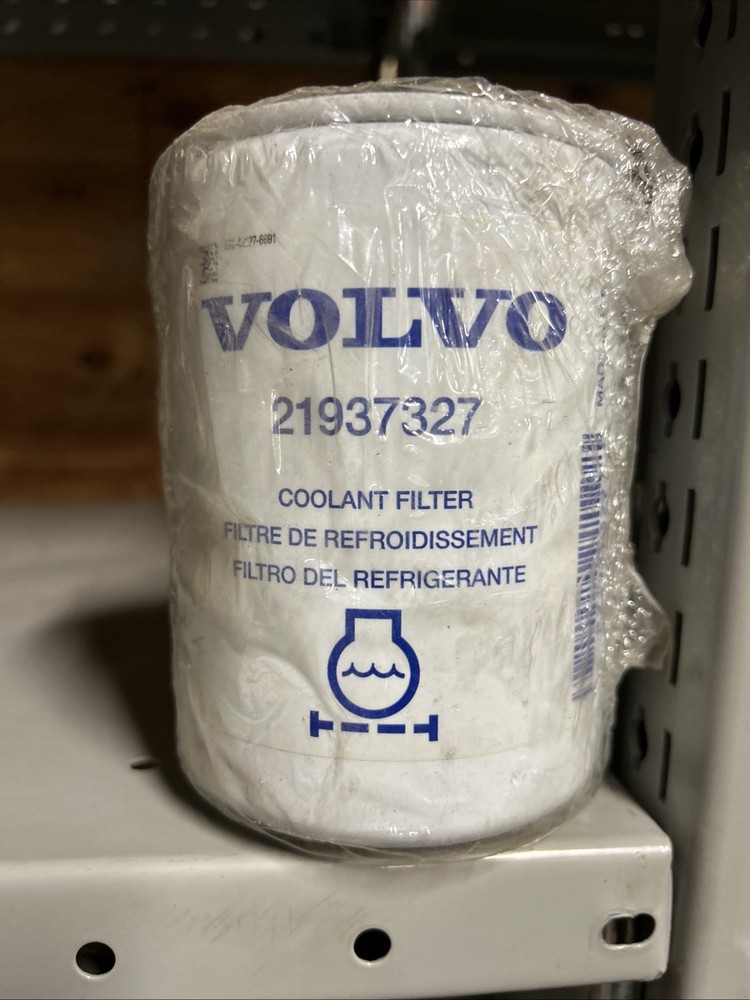 VOLVO
21937327
COOLANT FILTER
FILTRE DE REFROIDISSEMENT
FILTRO DEL REFRIGERANTE